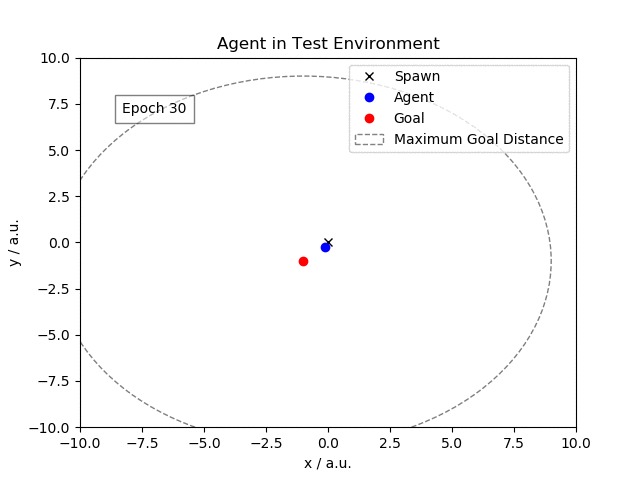 Agent in Test Environment
Epoch 30
Spawn
Agent
Goal
Maximum Goal Distance
y / a.u.
10.0
7.5
5.0
2.5
0.0
−2.5
−5.0
−7.5
−10.0
−10.0 −7.5 −5.0 −2.5 0.0 2.5 5.0 7.5 10.0
x / a.u.